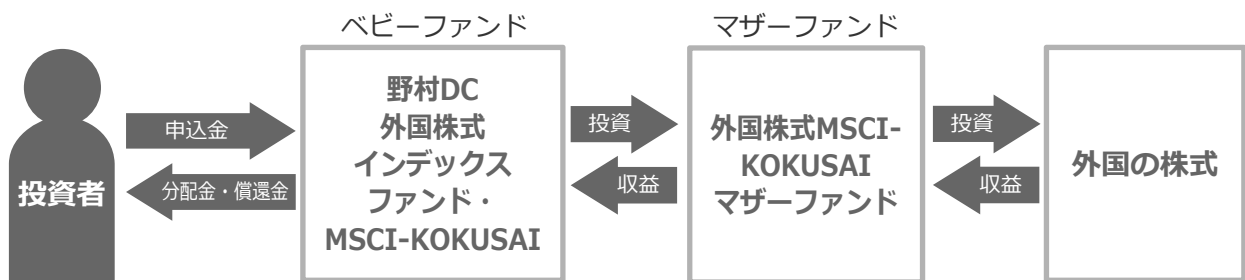 ベビーファンド
マザーファンド
投資者
申込金
分配金・償還金
野村DC
外国株式
インデックス
ファンド・
MSCI-KOKUSAI
投資
収益
外国株式MSCI-
KOKUSAI
マザーファンド
投資
収益
外国の株式